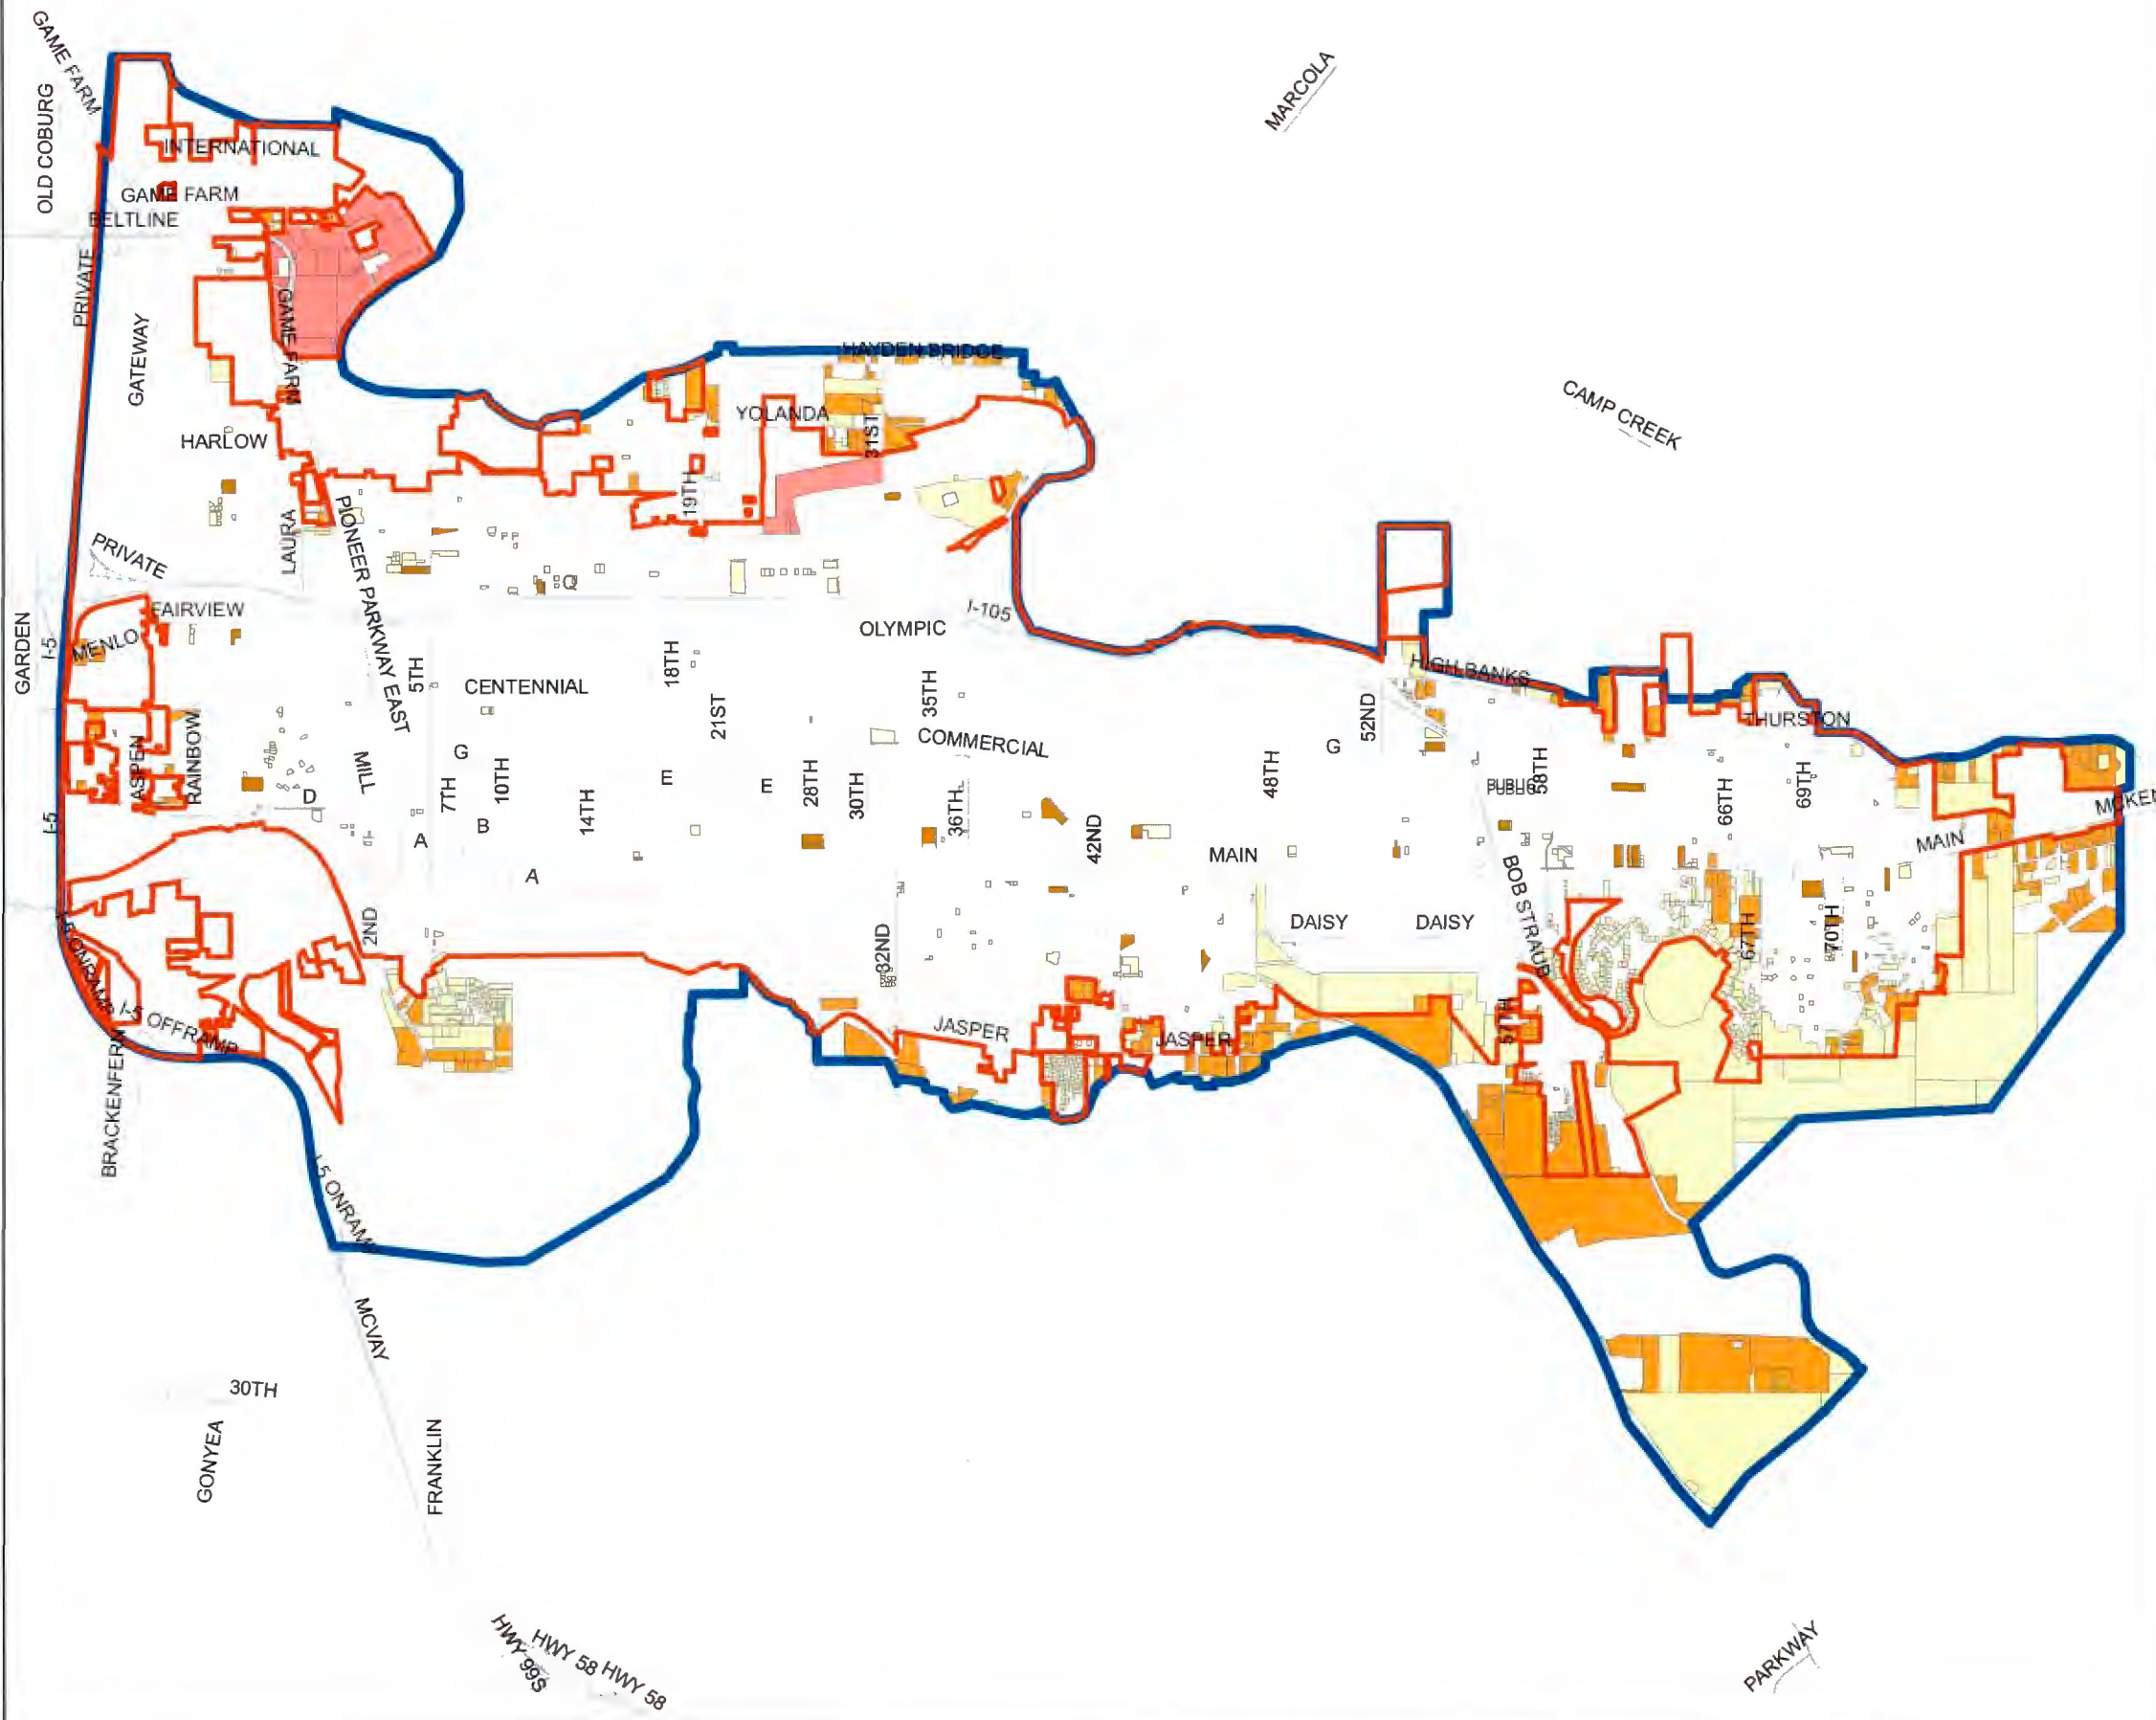 GAME FARM
OLD COBURG
MARCOLA
INTERNATIONAL
GAME FARM
BELTLINE
PRIVATE
GATEWAY
GAME FARM
HAYDEN BRIDGE
YOLANDA
31ST
CAMP CREEK
HARLOW
19TH
LAURA
PIONEER PARKWAY EAST
PRIVATE
Q
FAIRVIEW
I-105
OLYMPIC
GARDEN
I-5
MENLO
5TH
CENTENNIAL
18TH
35TH
HIGH BANKS
21ST
52ND
THURSTON
ASPEN
RAINBOW
MILL
G
COMMERCIAL
G
58TH
7TH
10TH
E
E
28TH
30TH
48TH
PUBLIC
69TH
D
14TH
36TH
66TH
I-5
A
B
42ND
MAIN
MAIN
A
2ND
32ND
DAISY
DAISY
BOB STRAUB
67TH
70TH
I-5 ONRAMP
I-5 OFFRAMP
JASPER
JASPER
57TH
BRACKENFERN
I-5 ONRAMP
MCVAY
30TH
GONYEA
FRANKLIN
HWY 99S
HWY 58
HWY 58
PARKWAY